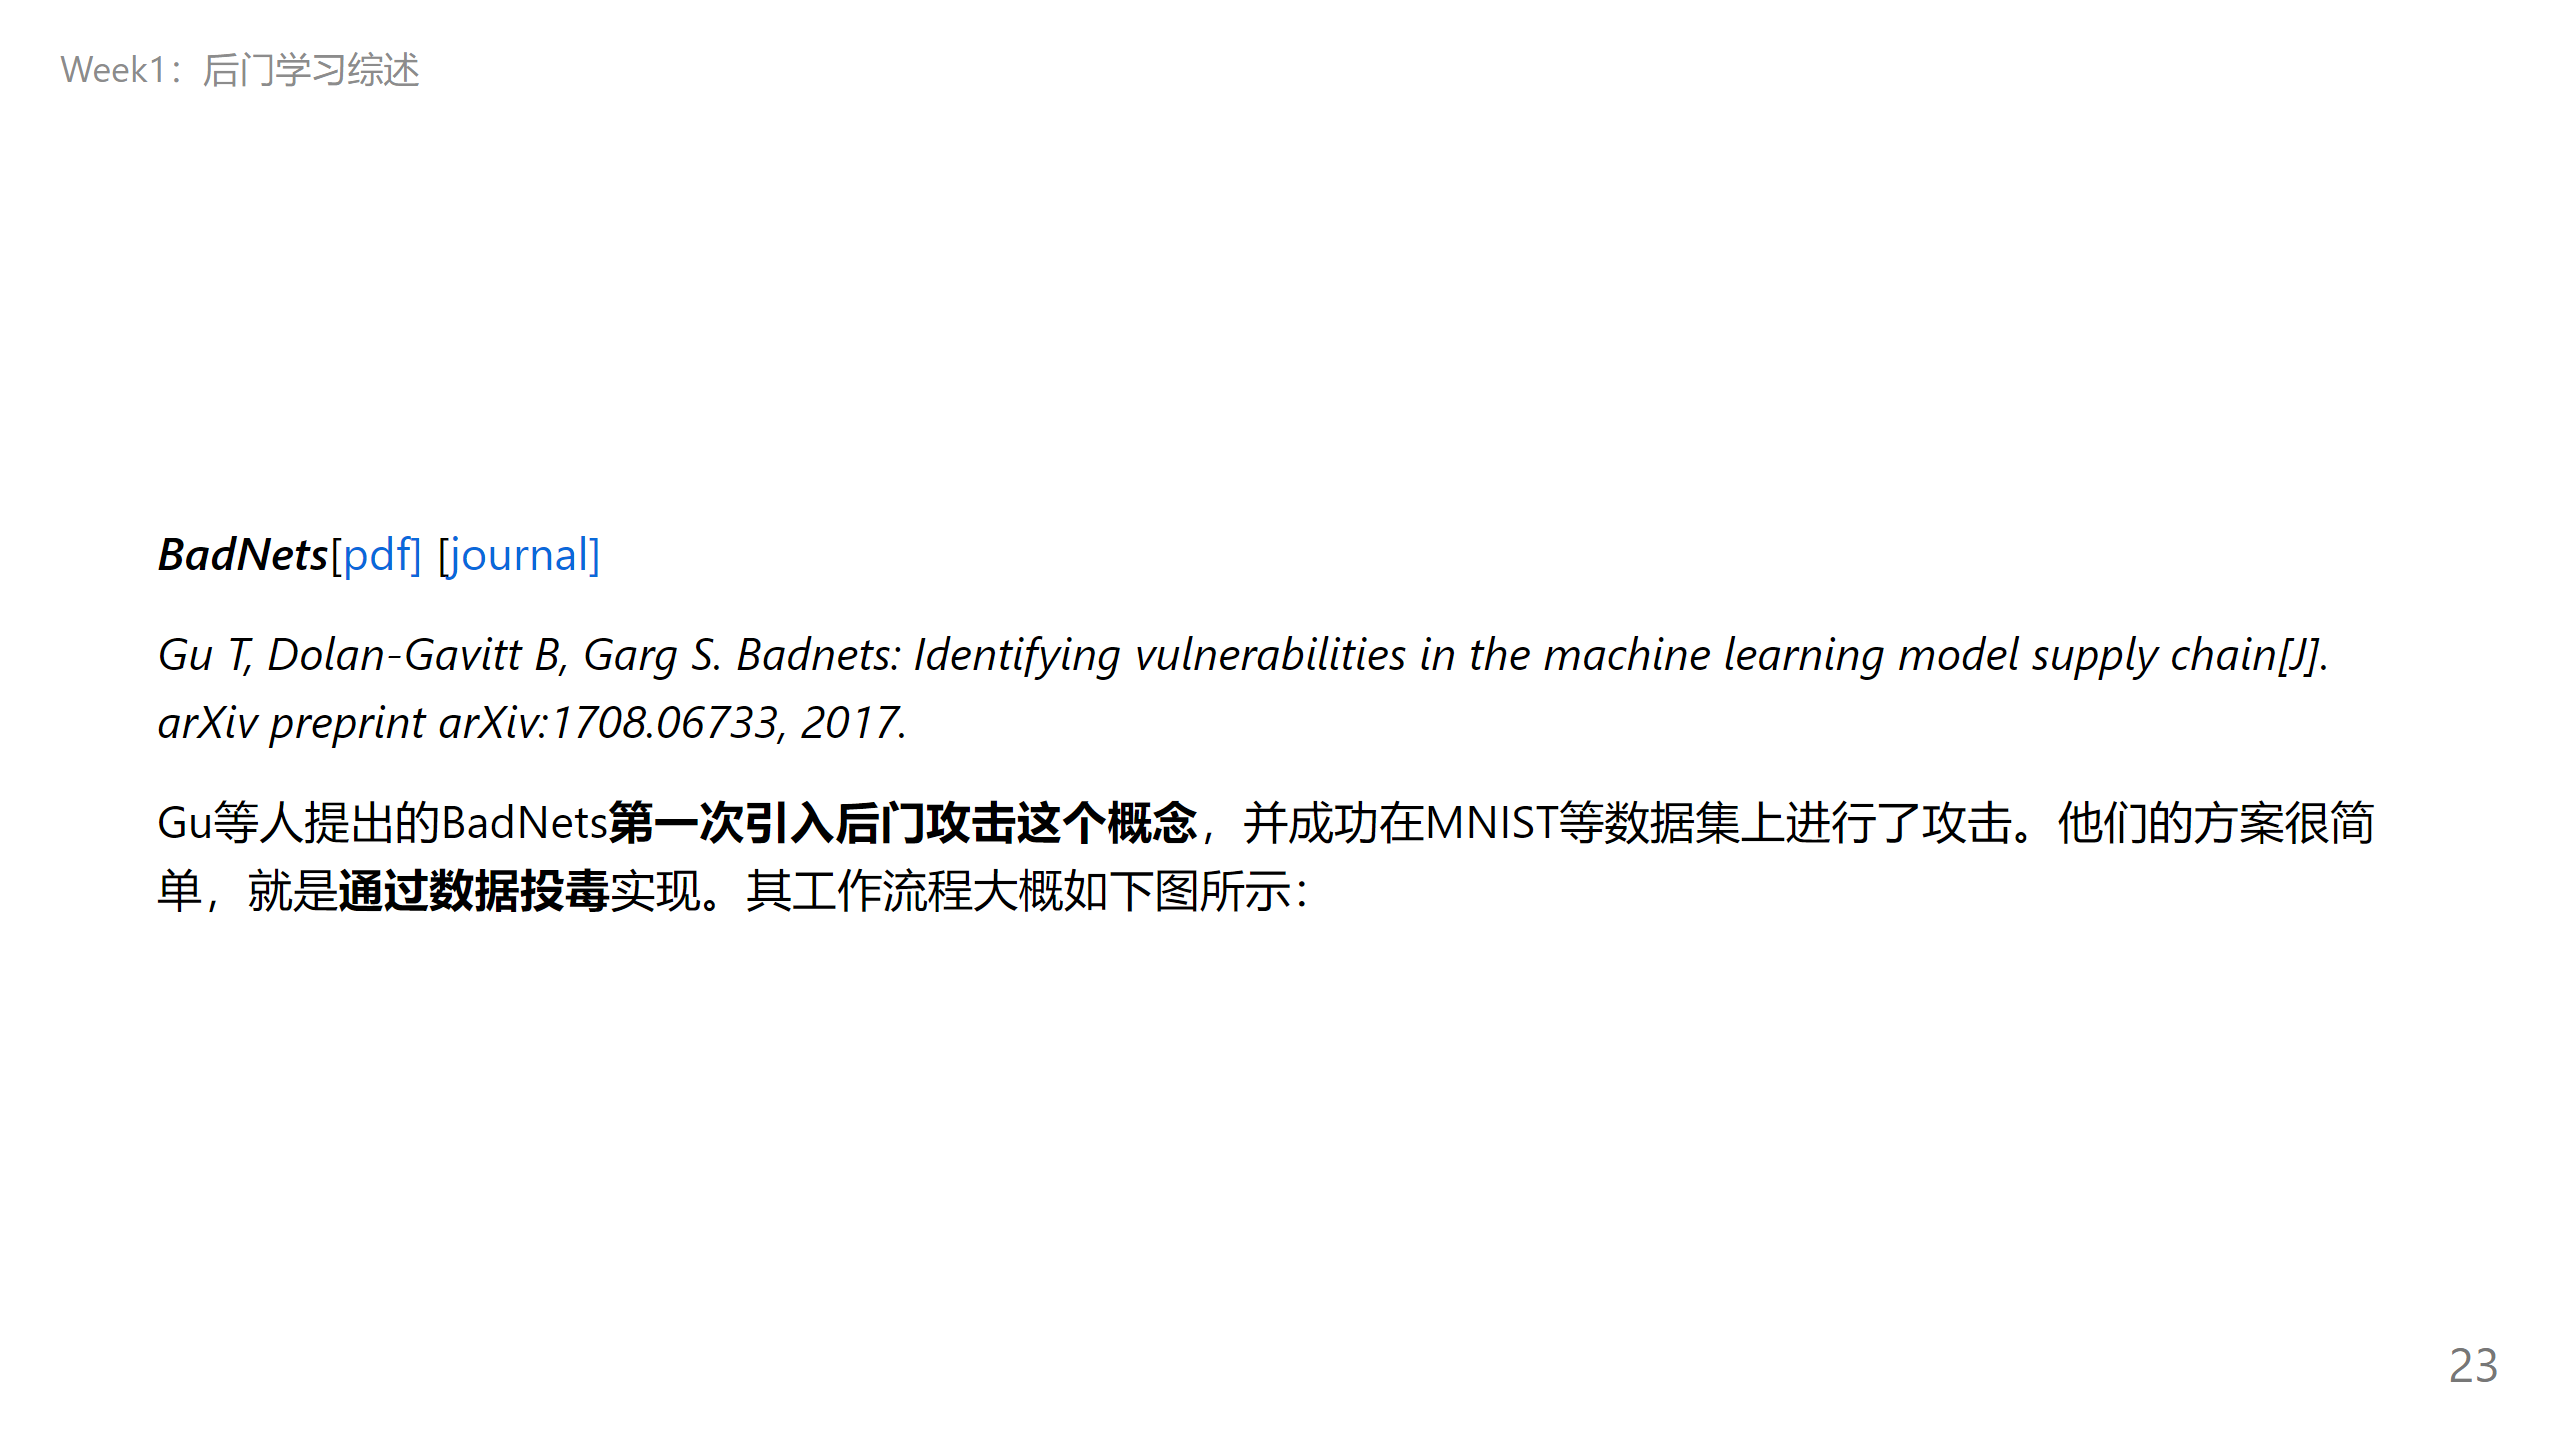 Week1：后门学习综述
BadNets[pdf] [journal]
Gu T, Dolan-Gavitt B, Garg S. Badnets: Identifying vulnerabilities in the machine learning model supply chain[J].
arXiv preprint arXiv:1708.06733, 2017.
Gu等人提出的BadNets第一次引入后门攻击这个概念，并成功在MNIST等数据集上进行了攻击。他们的方案很简
单，就是通过数据投毒实现。其工作流程大概如下图所示：
23